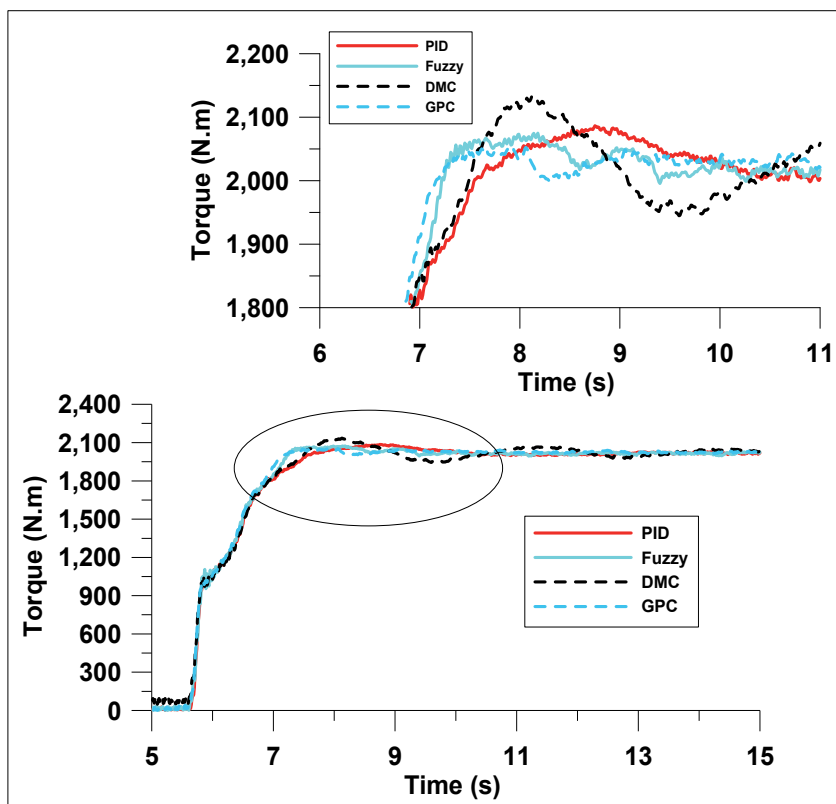 PID
Fuzzy
DMC
GPC
2,200
2,100
2,000
1,900
1,800
Torque (N.m)
6 7 8 9 10 11
Time (s)
2,400
2,100
1,800
1,500
1,200
900
600
300
0
Torque (N.m)
PID
Fuzzy
DMC
GPC
5 7 9 11 13 15
Time (s)